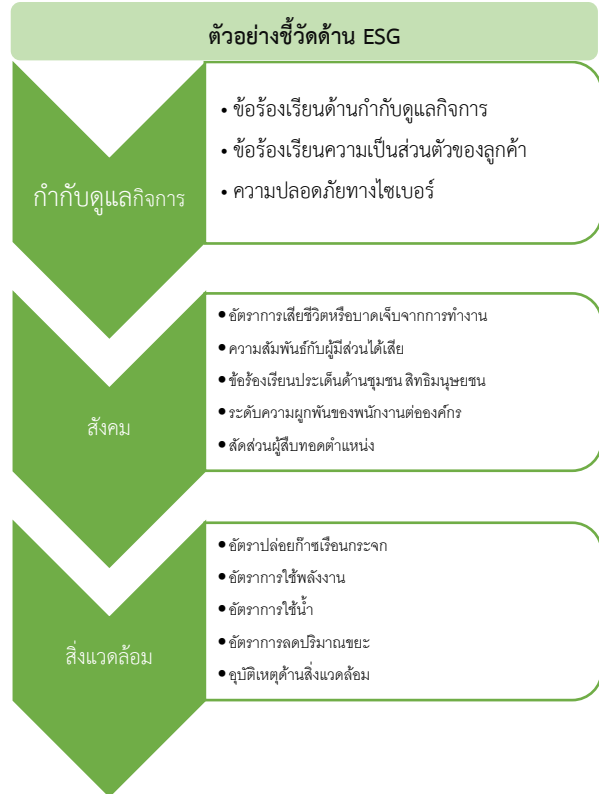 ตัวอย่างชี้วัดด้าน ESG
กำกับดูแลกิจการ
• ข้อร้องเรียนด้านกำกับดูแลกิจการ
• ข้อร้องเรียนความเป็นส่วนตัวของลูกค้า
• ความปลอดภัยทางไซเบอร์
สังคม
• อัตราการเสียชีวิตหรือบาดเจ็บจากการทำงาน
• ความสัมพันธ์กับผู้มีส่วนได้เสีย
• ข้อร้องเรียนประเด็นด้านชุมชน สิทธิมนุษยชน
• ระดับความผูกพันของพนักงานต่อองค์กร
• สัดส่วนผู้สืบทอดตำแหน่ง
สิ่งแวดล้อม
• อัตราปล่อยก๊าซเรือนกระจก
• อัตราการใช้พลังงาน
• อัตราการใช้น้ำ
• อัตราการลดปริมาณขยะ
• อุบัติเหตุด้านสิ่งแวดล้อม